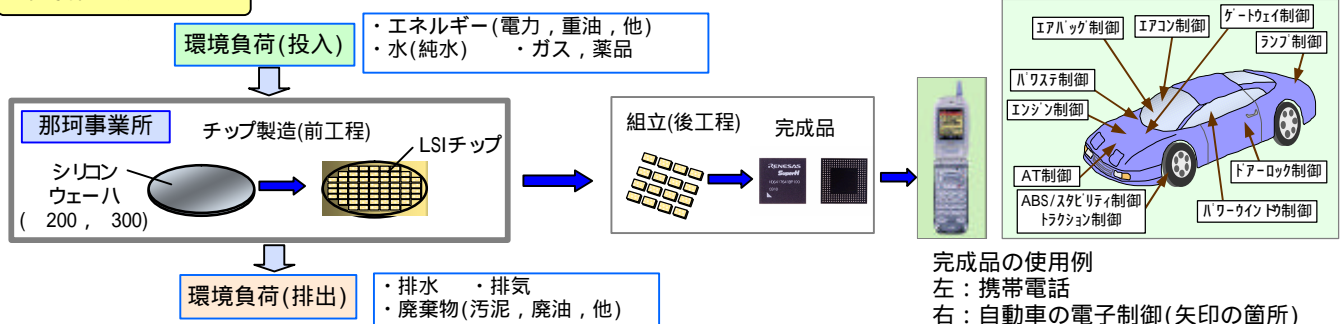 環境負荷(投入)
・エネルギー(電力，重油，他)
・水(純水)　・ガス，薬品
那珂事業所
チップ製造(前工程)
LSIチップ
シリコン
ウェーハ
(　200 ,　300)
組立(後工程)
完成品
RENESAS
SuperH
環境負荷(排出)
・排水　・排気
・廃棄物(汚泥，廃油，他)
エアバッグ制御
エアコン制御
ゲートウェイ制御
ランプ制御
パワステ制御
エンジン制御
AT制御
ABS/スタビリティ制御
トラクション制御
ドアーロック制御
パワーウインドウ制御
完成品の使用例
左：携帯電話
右：自動車の電子制御(矢印の箇所)